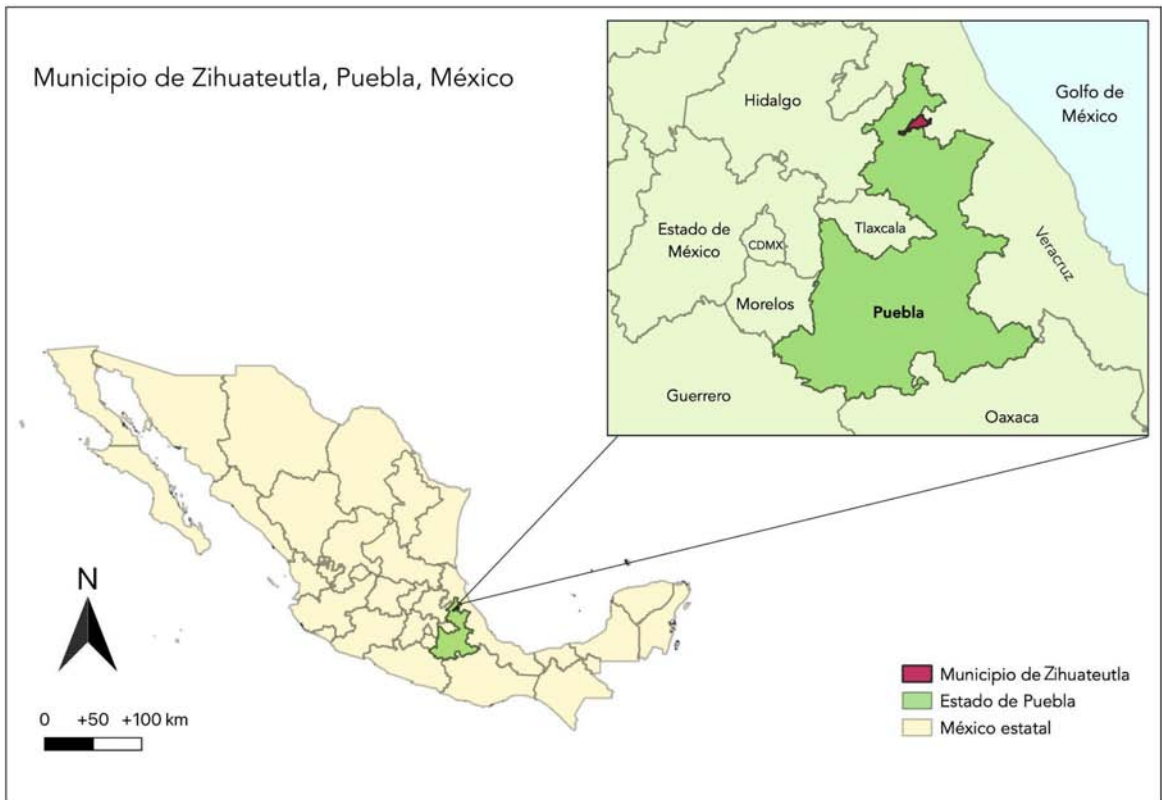 Municipio de Zihuateutla, Puebla, México
Hidalgo
Golfo de
México
Estado de
México
CDMX
Tlaxcala
Veracruz
Morelos
Puebla
Guerrero
Oaxaca
N
0 +50 +100 km
Municipio de Zihuateutla
Estado de Puebla
México estatal